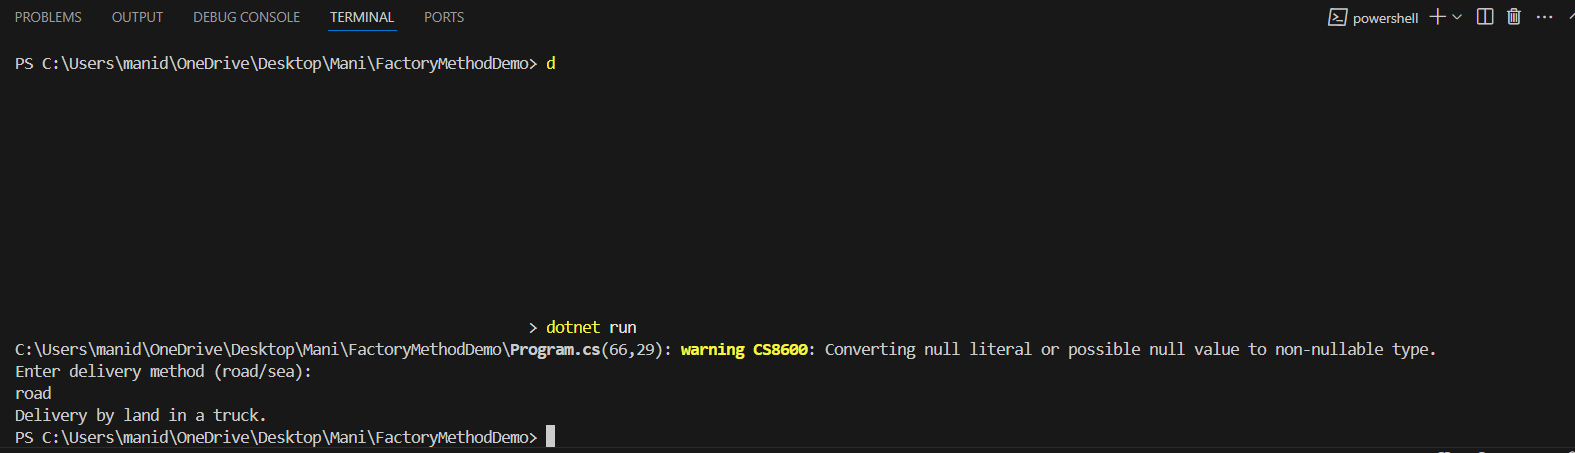 PROBLEMS OUTPUT DEBUG CONSOLE TERMINAL PORTS powershell
PS C:\Users\manid\OneDrive\Desktop\Mani\FactoryMethodDemo> d
> dotnet run
C:\Users\manid\OneDrive\Desktop\Mani\FactoryMethodDemo\Program.cs(66,29): warning CS8600: Converting null literal or possible null value to non-nullable type.
Enter delivery method (road/sea):
road
Delivery by land in a truck.
PS C:\Users\manid\OneDrive\Desktop\Mani\FactoryMethodDemo>